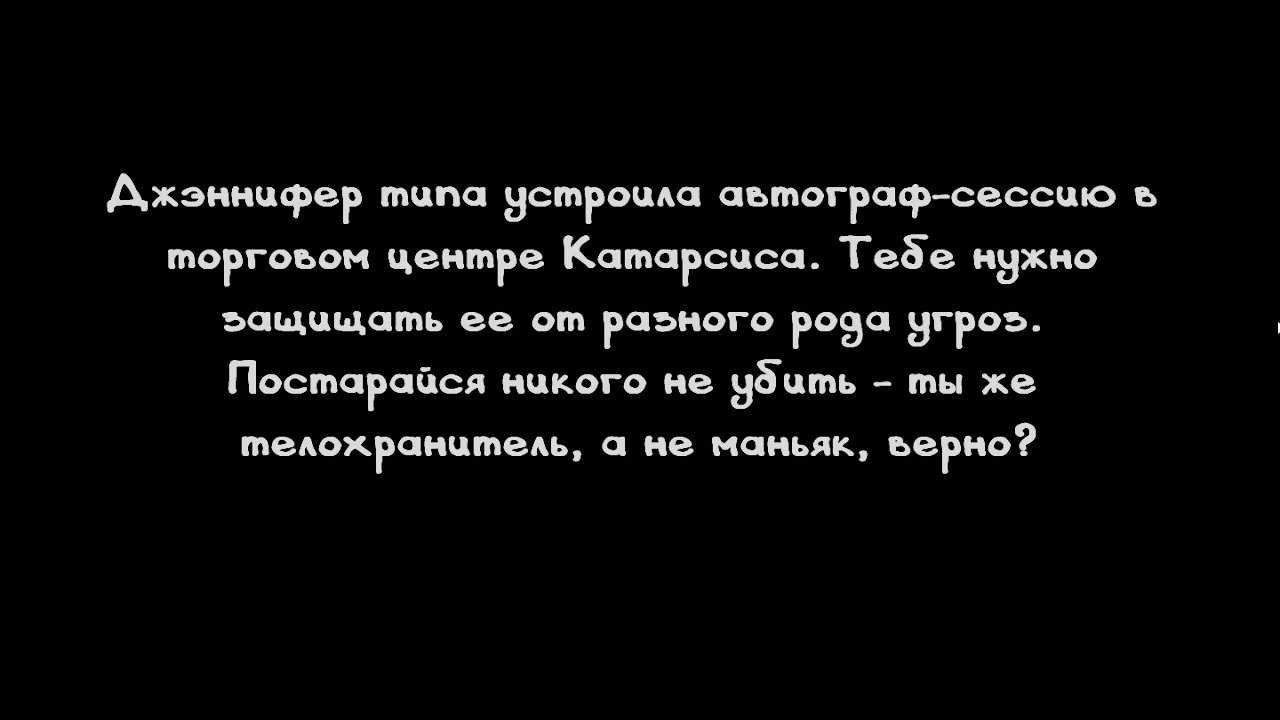 Джэннифер типа устроила автограф-сессию в
торговом центре Катарсиса. Тебе нужно
защищать ее от разного рода угроз.
Постарайся никого не убить - ты же
телохранитель, а не маньяк, верно?